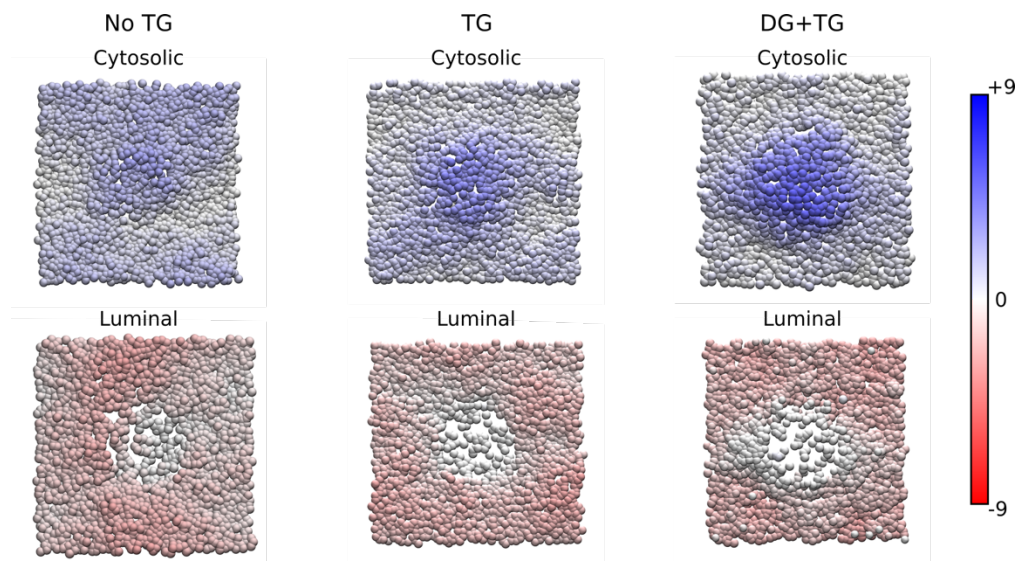 No TG
TG
DG+TG
Cytosolic
Cytosolic
Cytosolic
+9
0
Luminal
Luminal
Luminal
-9